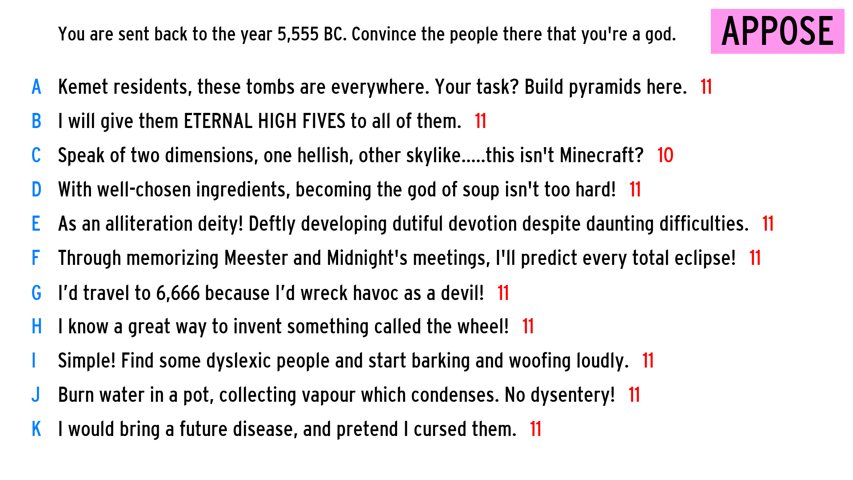 You are sent back to the year 5,555 BC. Convince the people there that you're a god.
APPOSE
A Kemet residents, these tombs are everywhere. Your task? Build pyramids here. 11
B I will give them ETERNAL HIGH FIVES to all of them. 11
C Speak of two dimensions, one hellish, other skylike.....this isn't Minecraft? 10
D With well-chosen ingredients, becoming the god of soup isn't too hard! 11
E As an alliteration deity! Deftly developing dutiful devotion despite daunting difficulties. 11
F Through memorizing Meester and Midnight's meetings, I'll predict every total eclipse! 11
G I’d travel to 6,666 because I’d wreck havoc as a devil! 11
H I know a great way to invent something called the wheel! 11
I Simple! Find some dyslexic people and start barking and woofing loudly. 11
J Burn water in a pot, collecting vapour which condenses. No dysentery! 11
K I would bring a future disease, and pretend I cursed them. 11